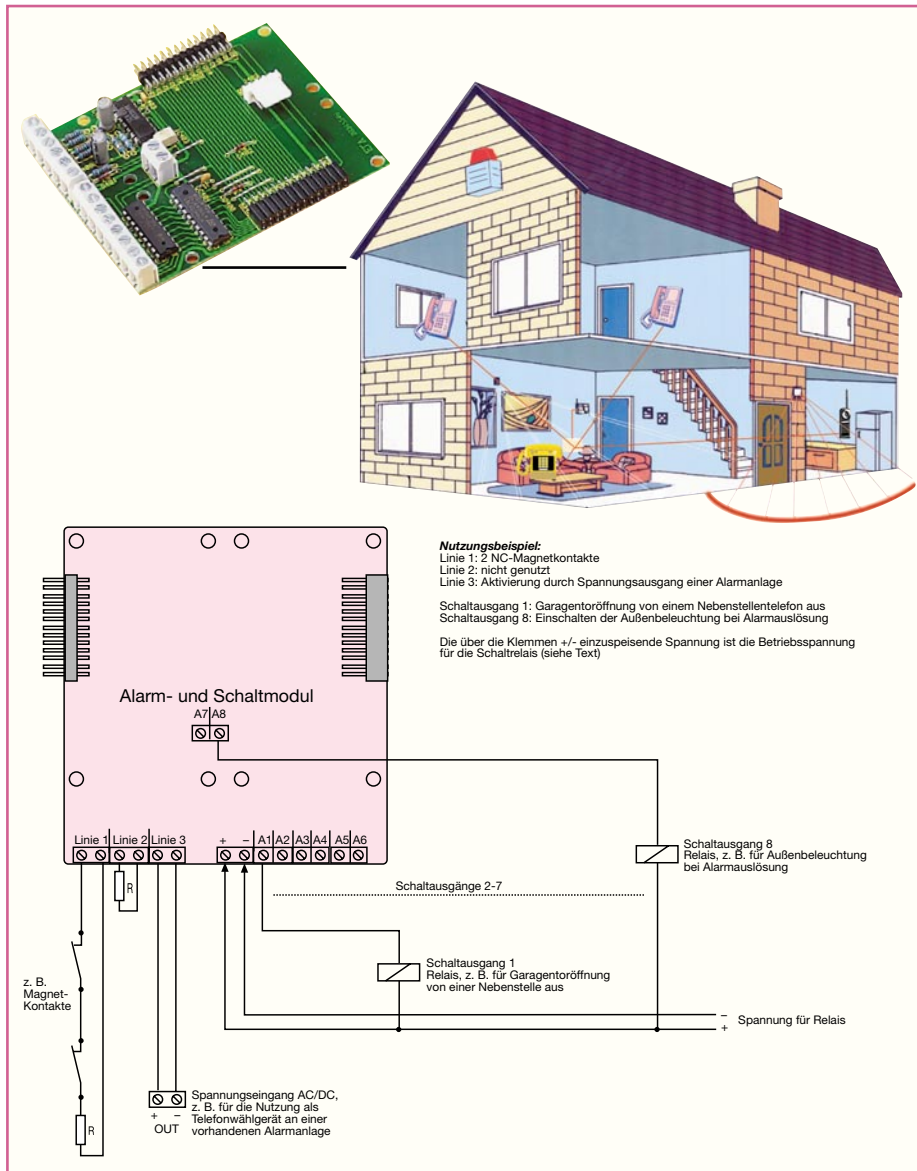 Nutzungsbeispiel:
Linie 1: 2 NC-Magnetkontakte
Linie 2: nicht genutzt
Linie 3: Aktivierung durch Spannungsausgang einer Alarmanlage
Schaltausgang 1: Garagentoröffnung von einem Nebenstellentelefon aus
Schaltausgang 8: Einschalten der Außenbeleuchtung bei Alarmauslösung
Die über die Klemmen +/- einzuspeisende Spannung ist die Betriebsspannung
für die Schaltrelais (siehe Text)
Alarm- und Schaltmodul
A7 A8
Linie 1 Linie 2 Linie 3 + − A1 A2 A3 A4 A5 A6
R
Schaltausgang 8
Relais, z. B. für Außenbeleuchtung
bei Alarmauslösung
Schaltausgänge 2-7
Schaltausgang 1
Relais, z. B. für Garagentoröffnung
von einer Nebenstelle aus
z. B.
Magnet-
Kontakte
− 
+
Spannung für Relais
R
+ −
OUT
Spannungseingang AC/DC,
z. B. für die Nutzung als
Telefonwählgerät an einer
vorhandenen Alarmanlage